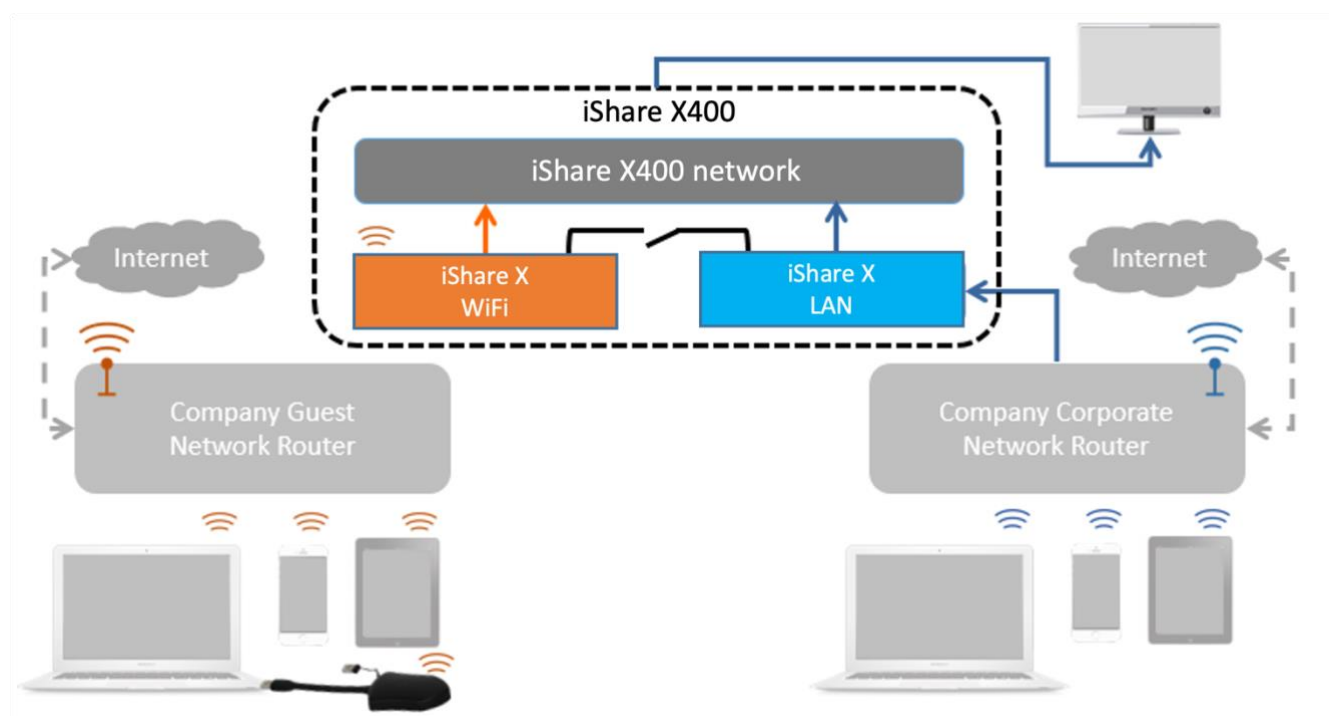 iShare X400
iShare X400 network
Internet
Internet
iShare X
WiFi
iShare X
LAN
Company Guest
Network Router
Company Corporate
Network Router